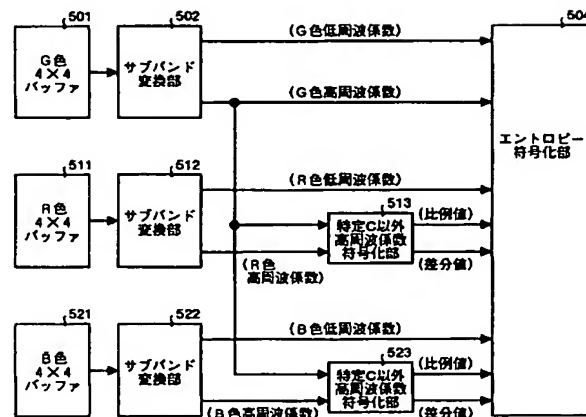 501
G色
4×4
バッファ
502
サブバンド
変換部
(G色低周波係数)
(G色高周波係数)
504
エントロピー
符号化部
511
R色
4×4
バッファ
512
サブバンド
変換部
(R色低周波係数)
(R色
高周波係数)
513
特定C以外
高周波係数
符号化部
(比例値)
(差分値)
521
B色
4×4
バッファ
522
サブバンド
変換部
(B色低周波係数)
(B色高周波係数)
523
特定C以外
高周波係数
符号化部
(比例値)
(差分値)